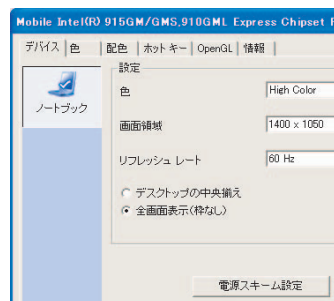 Mobile Intel(R) 915GM/GMS,910GML Express Chipset
デバイス 色 配色 ホットキー OpenGL 情報
設定
ノートブック
色 High Color
画面領域 1400 x 1050
リフレッシュ レート 60 Hz
デスクトップの中央揃え
全画面表示(枠なし)
電源スキーム設定